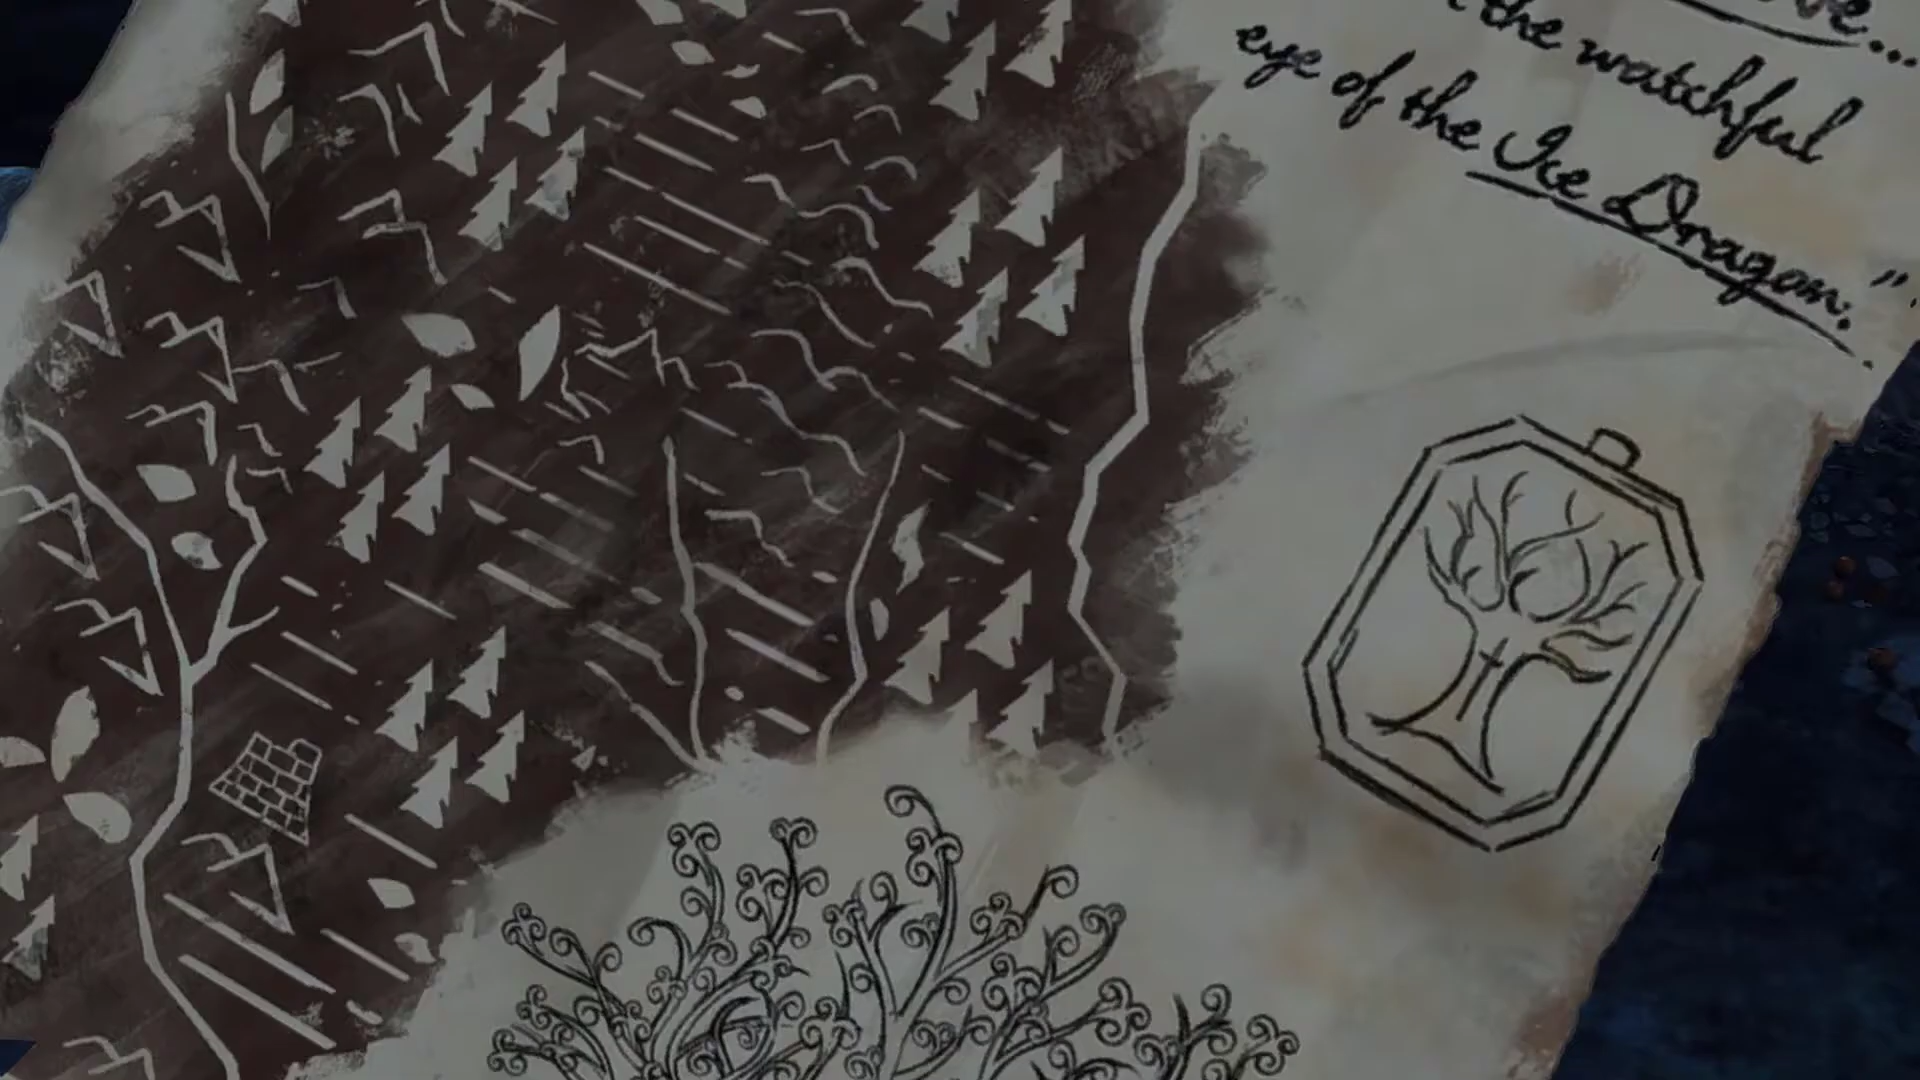 the watchful
eye of the Ice Dragon."